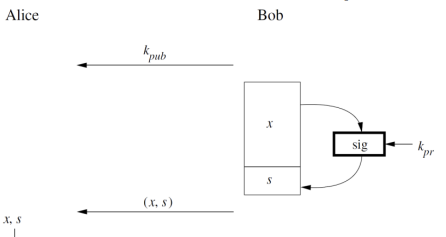 Alice Bob
k_pub
x
sig
k_pr
s
(x, s)
x, s